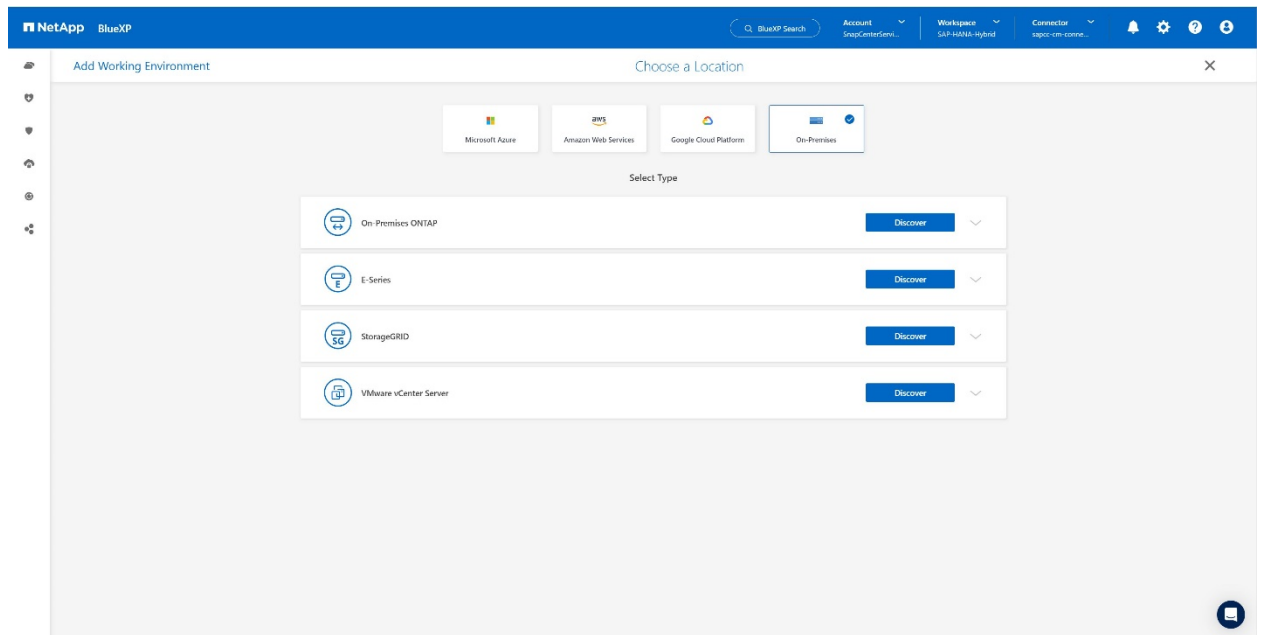 NetApp BlueXP
BlueXP Search
Account
SnapCenterServi...
Workspace
SAP-HANA-Hybrid
Connector
sapcc-cm-conne...
Add Working Environment
Choose a Location
Microsoft Azure
aws
Amazon Web Services
Google Cloud Platform
On-Premises
Select Type
On-Premises ONTAP
Discover
E
E-Series
Discover
SG
StorageGRID
Discover
VMware vCenter Server
Discover